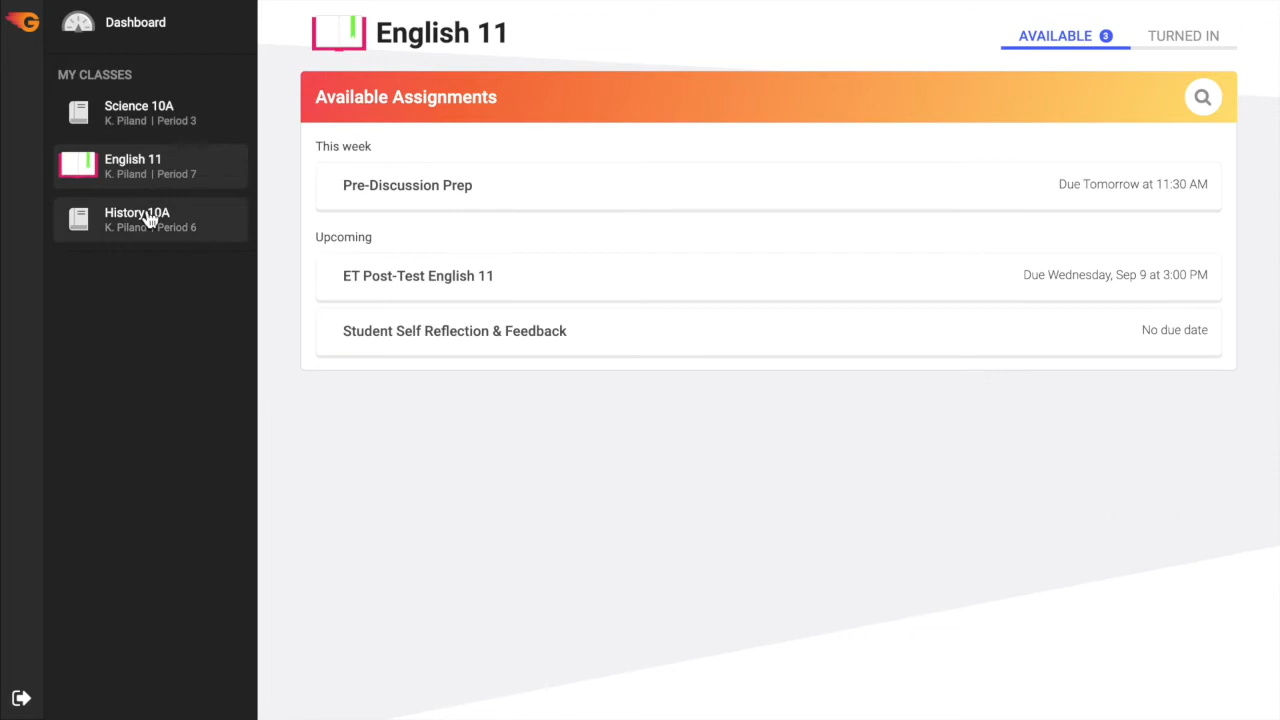 G
Dashboard
MY CLASSES
Science 10A
K. Piland | Period 3
English 11
K. Piland | Period 7
History 10A
K. Piland | Period 6
English 11
AVAILABLE 3
TURNED IN
Available Assignments
This week
Pre-Discussion Prep
Due Tomorrow at 11:30 AM
Upcoming
ET Post-Test English 11
Due Wednesday, Sep 9 at 3:00 PM
Student Self Reflection & Feedback
No due date